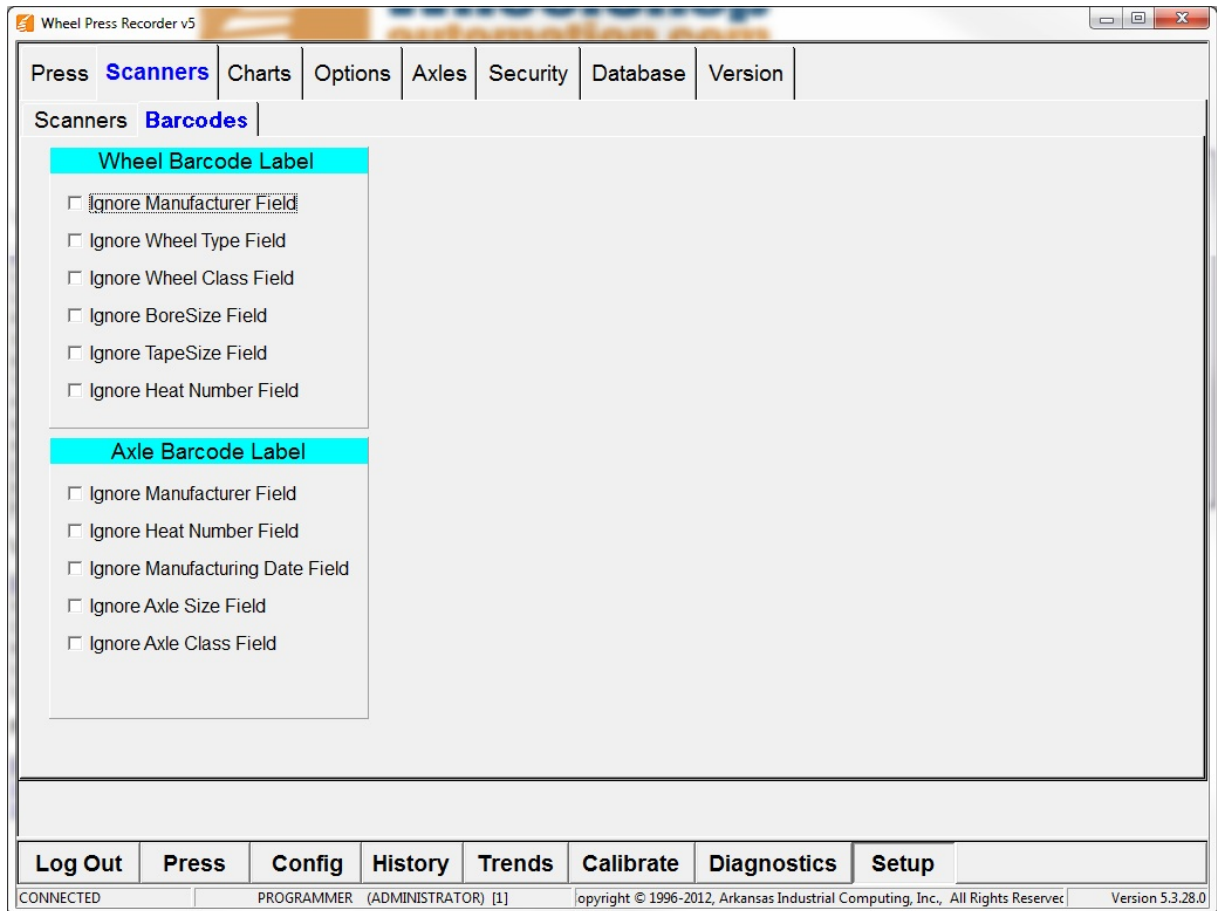 Wheel Press Recorder v5
automation.com
Press Scanners Charts Options Axles Security Database Version
Scanners Barcodes
Wheel Barcode Label
Ignore Manufacturer Field
Ignore Wheel Type Field
Ignore Wheel Class Field
Ignore BoreSize Field
Ignore TapeSize Field
Ignore Heat Number Field
Axle Barcode Label
Ignore Manufacturer Field
Ignore Heat Number Field
Ignore Manufacturing Date Field
Ignore Axle Size Field
Ignore Axle Class Field
Log Out Press Config History Trends Calibrate Diagnostics Setup
CONNECTED PROGRAMMER (ADMINISTRATOR) [1] opyright © 1996-2012, Arkansas Industrial Computing, Inc., All Rights Reserved Version 5.3.28.0